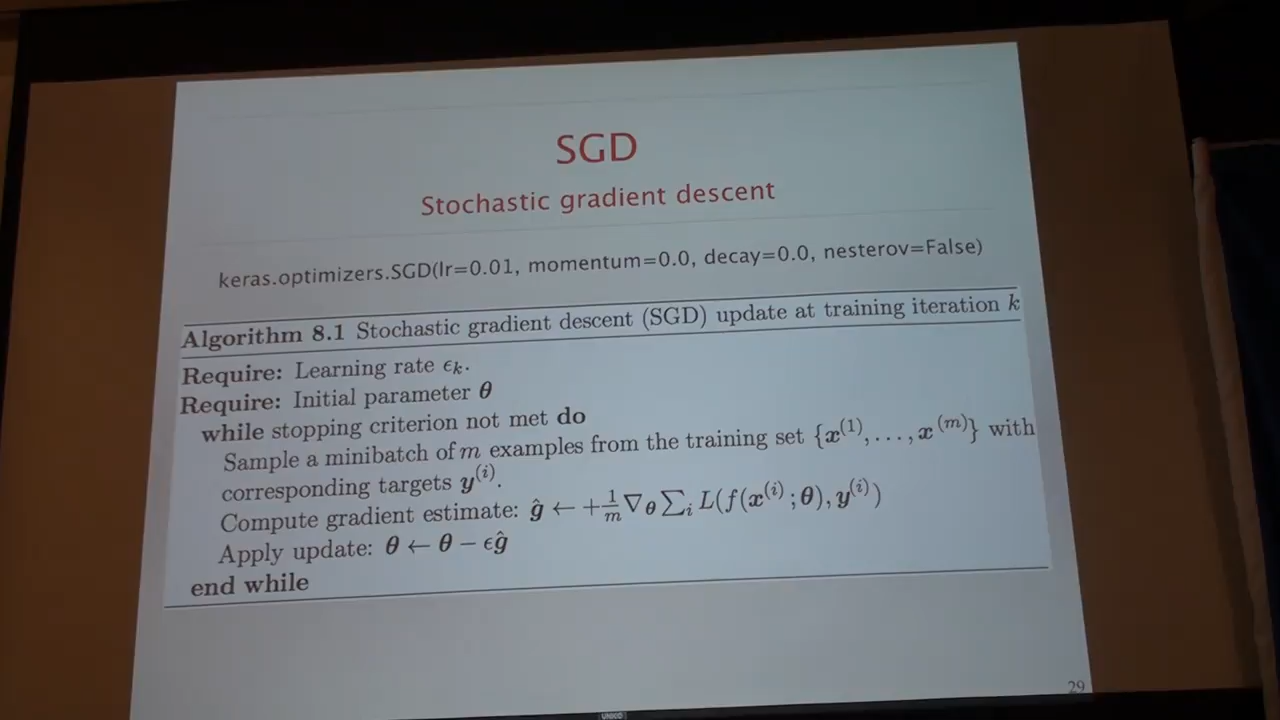 SGD
Stochastic gradient descent
keras.optimizers.SGD(lr=0.01, momentum=0.0, decay=0.0, nesterov=False)
Algorithm 8.1 Stochastic gradient descent (SGD) update at training iteration k
Require: Learning rate ϵₖ.
Require: Initial parameter θ
while stopping criterion not met do
Sample a minibatch of m examples from the training set {x⁽¹⁾, . . . , x⁽ᵐ⁾} with
corresponding targets y⁽ⁱ⁾.
Compute gradient estimate: ĝ ← +1/m ∇_θ ∑ᵢ L(f(x⁽ⁱ⁾; θ), y⁽ⁱ⁾)
Apply update: θ ← θ − ϵĝ
end while
29